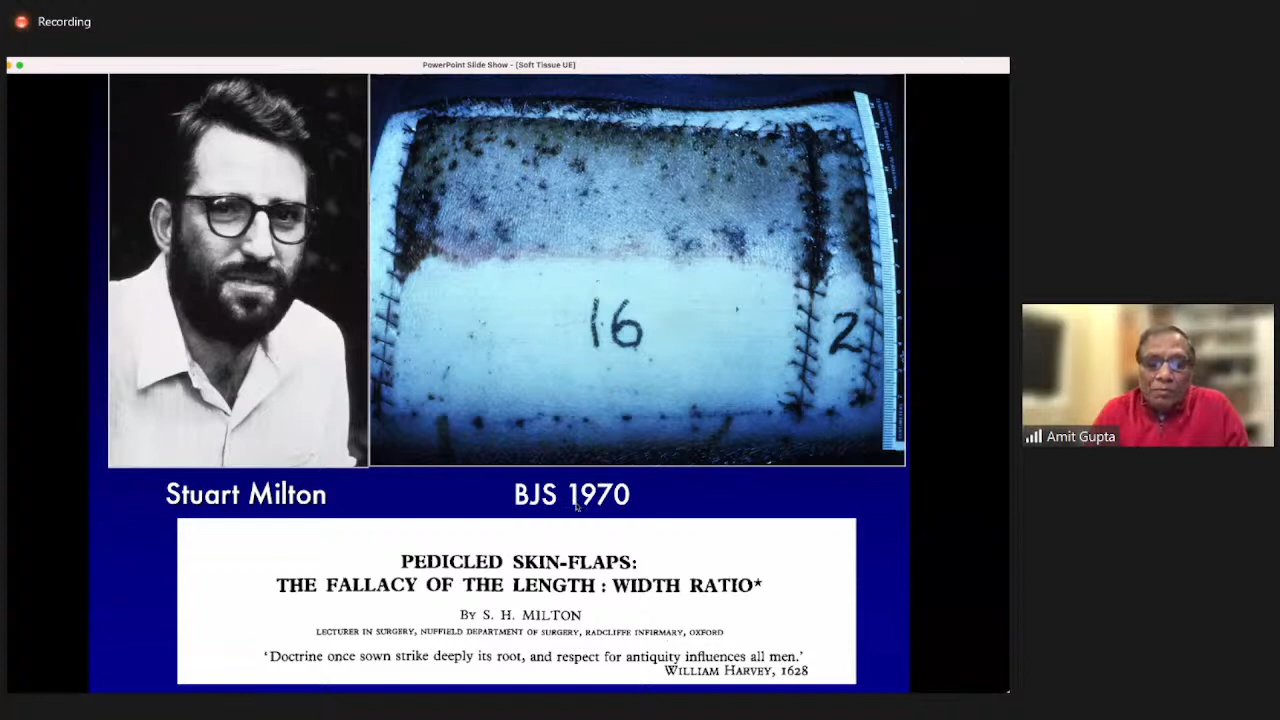 Recording
PowerPoint Slide Show - [Soft Tissue UE]
16
2
Stuart Milton
BJS 1970
PEDICLED SKIN-FLAPS:
THE FALLACY OF THE LENGTH : WIDTH RATIO*
By S. H. MILTON
LECTURER IN SURGERY, NUFFIELD DEPARTMENT OF SURGERY, RADCLIFFE INFIRMARY, OXFORD
'Doctrine once sown strike deeply its root, and respect for antiquity influences all men.'
WILLIAM HARVEY, 1628
Amit Gupta